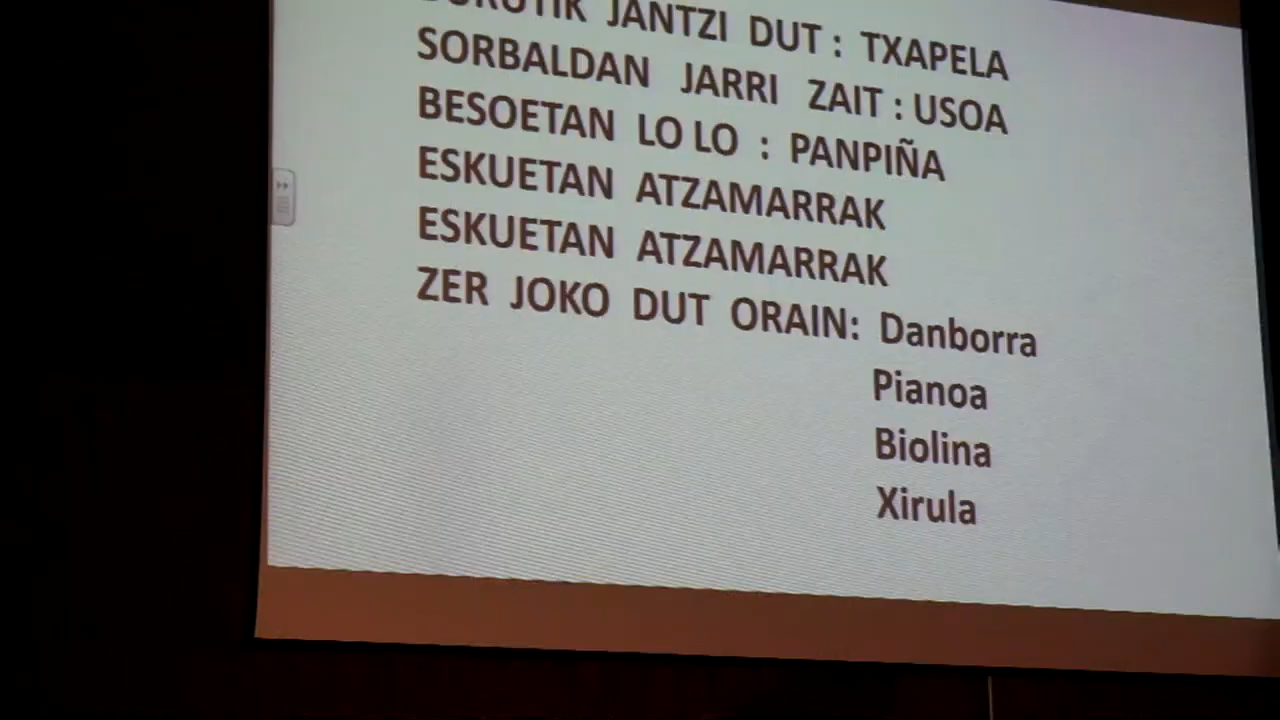 JANTZI DUT : TXAPELA
SORBALDAN JARRI ZAIT : USOA
BESOETAN LO LO : PANPIÑA
ESKUETAN ATZAMARRAK
ESKUETAN ATZAMARRAK
ZER JOKO DUT ORAIN: Danborra
Pianoa
Biolina
Xirula